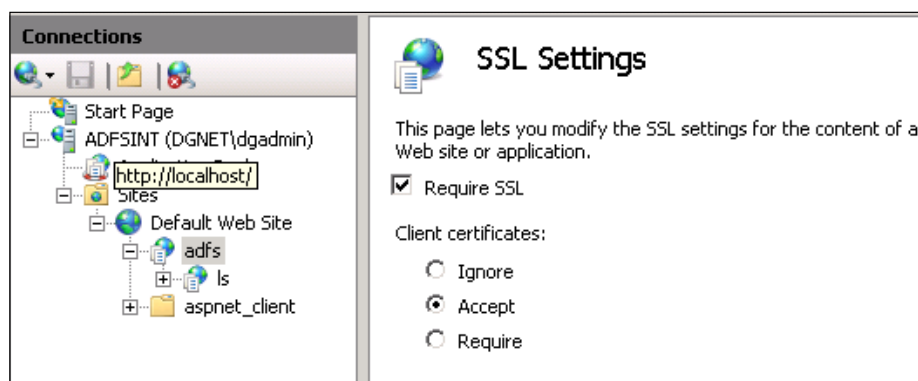 Connections
Start Page
ADFSINT (DGNET\dgadmin)
http://localhost/
Sites
Default Web Site
adfs
ls
aspnet_client
SSL Settings
This page lets you modify the SSL settings for the content of a
Web site or application.
Require SSL
Client certificates:
Ignore
Accept
Require